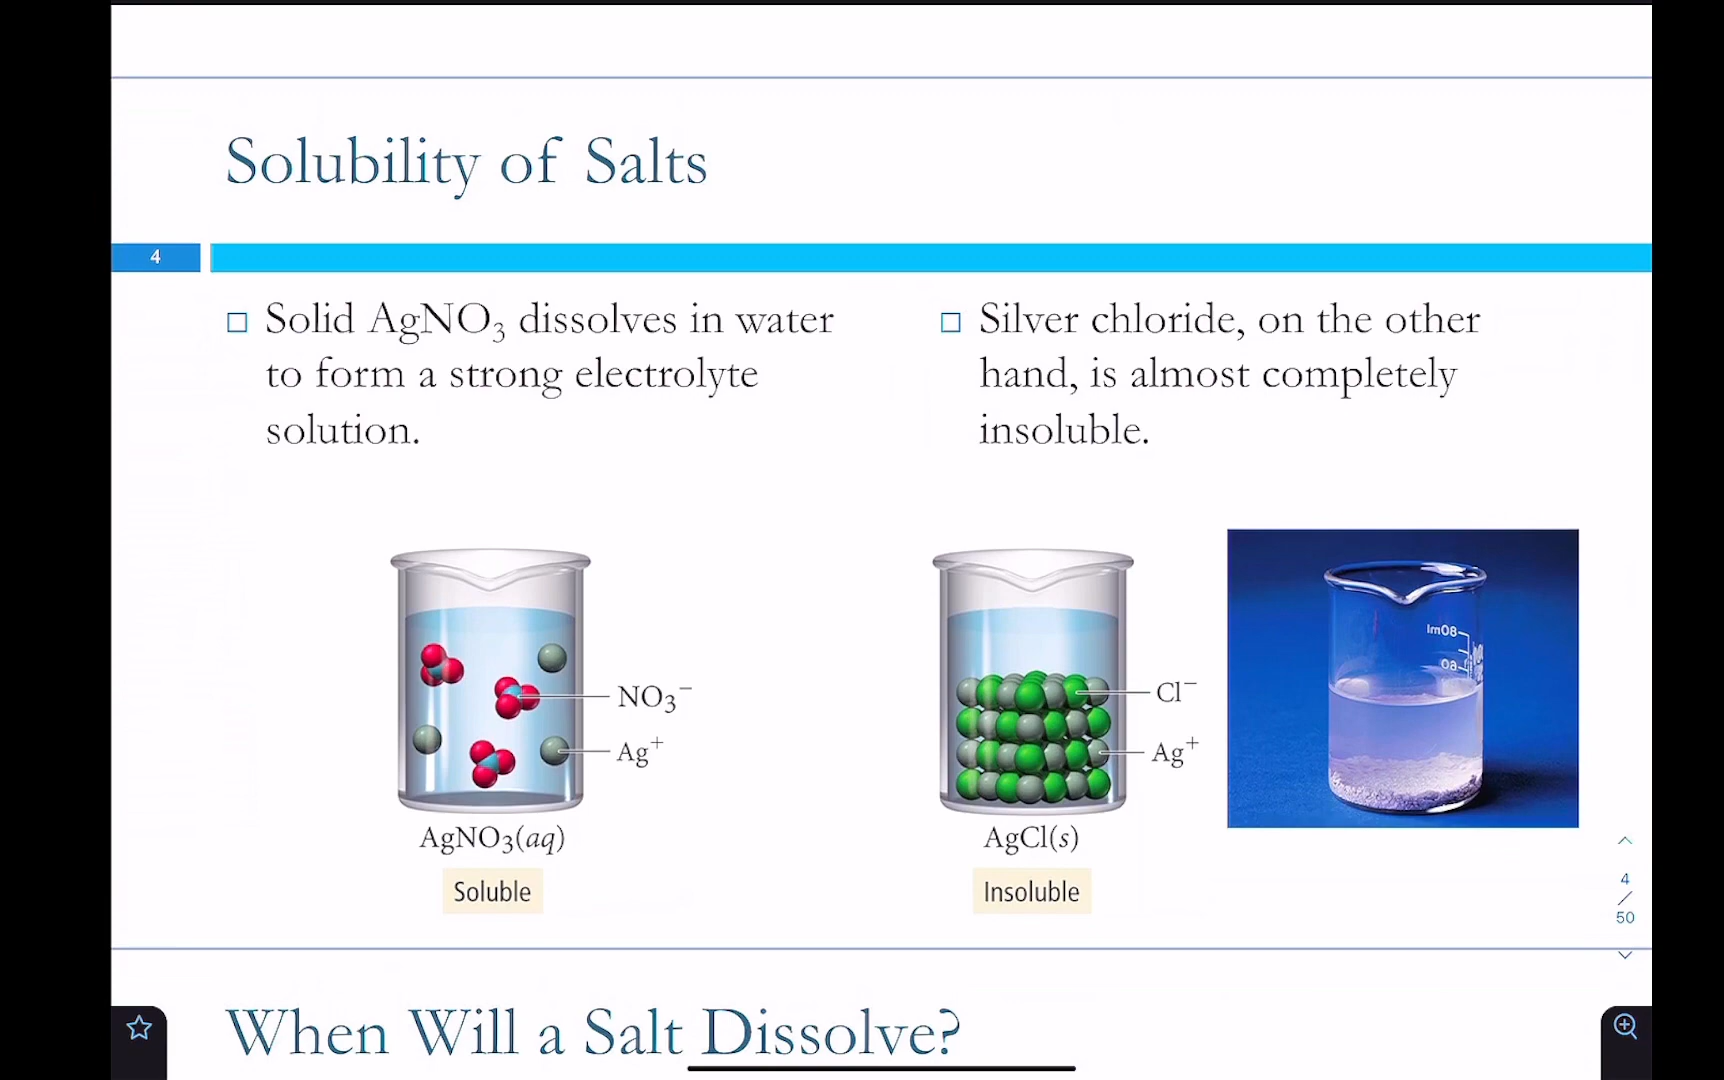 Solubility of Salts
4
□ Solid AgNO₃ dissolves in water
to form a strong electrolyte
solution.
□ Silver chloride, on the other
hand, is almost completely
insoluble.
NO₃⁻
Ag⁺
AgNO₃(aq)
Soluble
Cl⁻
Ag⁺
AgCl(s)
Insoluble
80ml
60
4
/
50
When Will a Salt Dissolve?